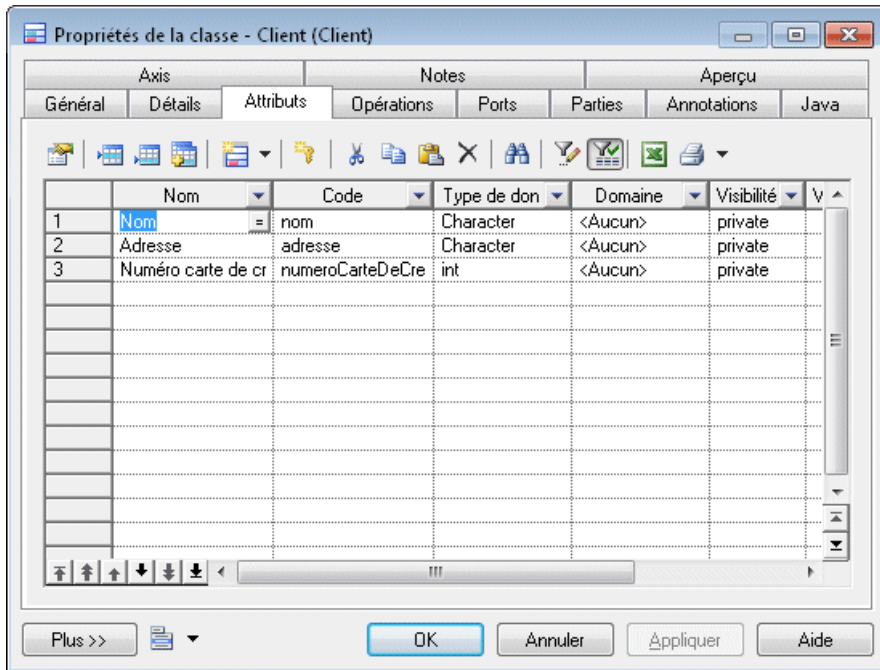 Propriétés de la classe - Client (Client)
Axis Notes Aperçu
Général Détails Attributs Opérations Ports Parties Annotations Java
Nom Code Type de don Domaine Visibilité V
1 Nom = nom Character <Aucun> private
2 Adresse adresse Character <Aucun> private
3 Numéro carte de cr numeroCarteDeCre int <Aucun> private
Plus >> OK Annuler Appliquer Aide